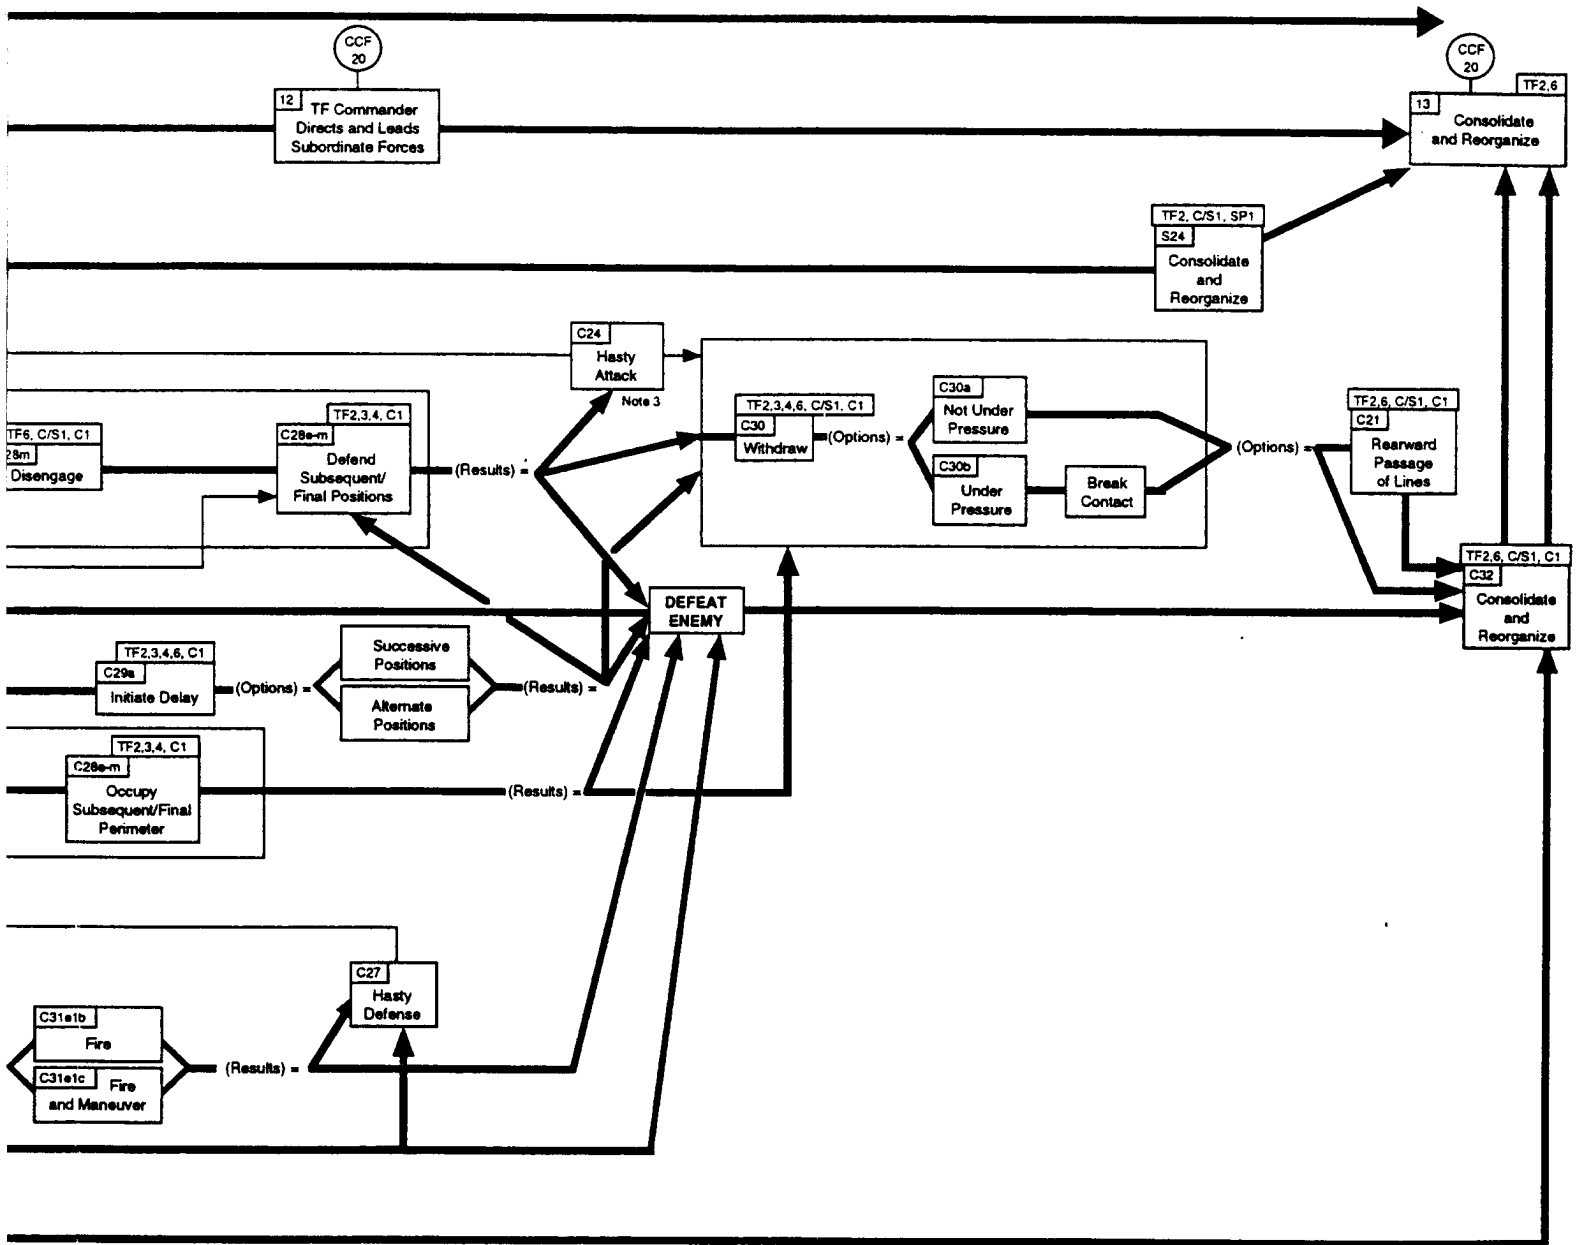 CCF
20
CCF
20
TF2,6
12
TF Commander
Directs and Leads
Subordinate Forces
13
Consolidate
and Reorganize
TF2, C/S1, SP1
S24
Consolidate
and
Reorganize
C24
Hasty
Attack
Note 3
TF2,3,4,6, C/S1, C1
C30
Withdraw
(Options) =
C30a
Not Under
Pressure
C30b
Under
Pressure
Break
Contact
(Options) =
TF2,6, C/S1, C1
C21
Rearward
Passage
of Lines
TF6, C/S1, C1
28m
Disengage
TF2,3,4, C1
C28e-m
Defend
Subsequent/
Final Positions
(Results) =
TF2,6, C/S1, C1
C32
Consolidate
and
Reorganize
DEFEAT
ENEMY
TF2,3,4,6, C1
C29a
Initiate Delay
(Options) =
Successive
Positions
Alternate
Positions
(Results) =
TF2,3,4, C1
C28e-m
Occupy
Subsequent/Final
Perimeter
(Results) =
C27
Hasty
Defense
C31e1b
Fire
C31e1c
Fire
and Maneuver
(Results) =